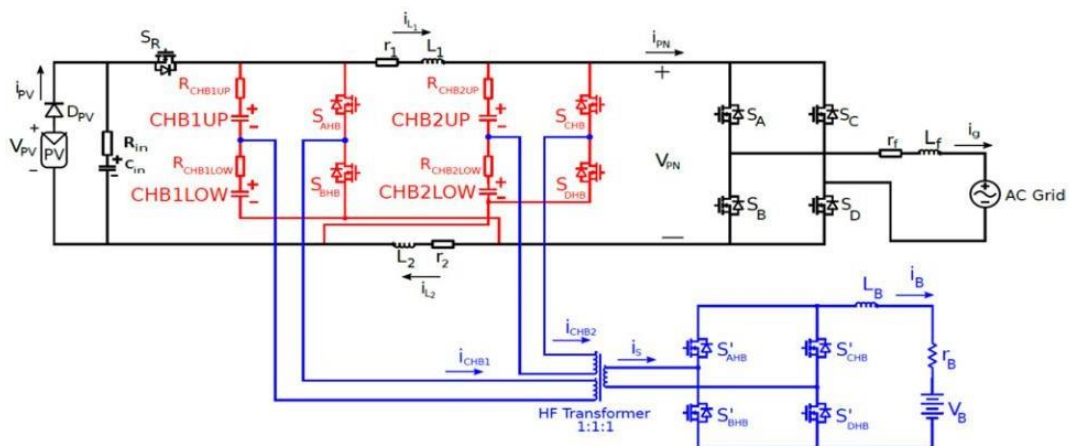 S_R
i_PV
D_PV
V_PV
+
−
PV
R_in
C_in
+
−
R_CHB1UP
CHB1UP
+
−
R_CHB1LOW
CHB1LOW
+
−
S_AHB
S_BHB
i_L1
r_1
L_1
R_CHB2UP
CHB2UP
+
−
R_CHB2LOW
CHB2LOW
+
−
S_CHB
S_DHB
L_2
r_2
i_L2
i_PN
+
V_PN
−
S_A
S_C
S_B
S_D
r_f
L_f
i_g
AC Grid
i_CHB1
i_CHB2
i_S
HF Transformer
1:1:1
S'_AHB
S'_CHB
S'_BHB
S'_DHB
L_B
i_B
r_B
V_B